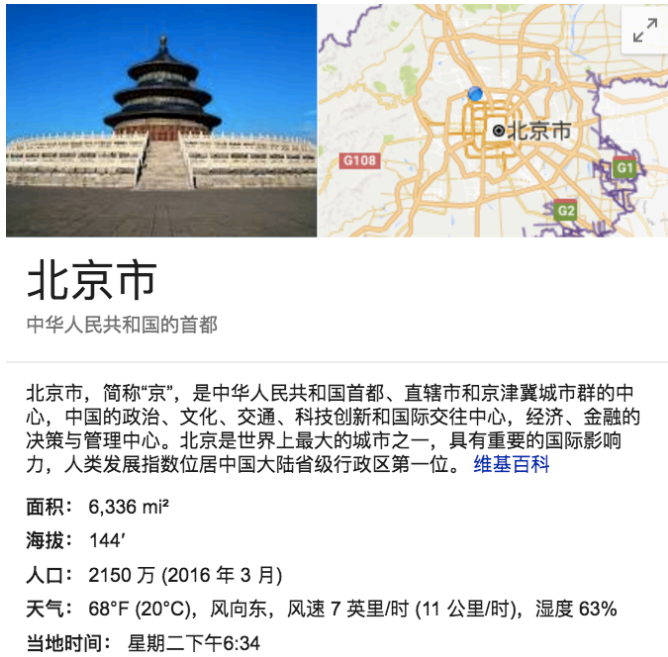 北京市
G108
G1
G2
北京市
中华人民共和国的首都
北京市，简称“京”，是中华人民共和国首都、直辖市和京津冀城市群的中
心，中国的政治、文化、交通、科技创新和国际交往中心，经济、金融的
决策与管理中心。北京是世界上最大的城市之一，具有重要的国际影响
力，人类发展指数位居中国大陆省级行政区第一位。 维基百科
面积： 6,336 mi²
海拔： 144′
人口： 2150 万 (2016 年 3 月)
天气： 68°F (20°C)，风向东，风速 7 英里/时 (11 公里/时)，湿度 63%
当地时间： 星期二下午6:34